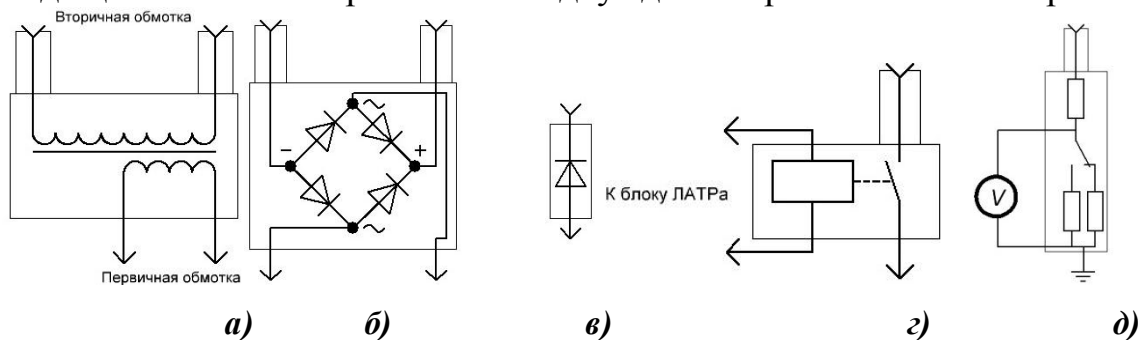 Вторичная обмотка
− +
К блоку ЛАТРа
V
Первичная обмотка
а) б) в) г) д)